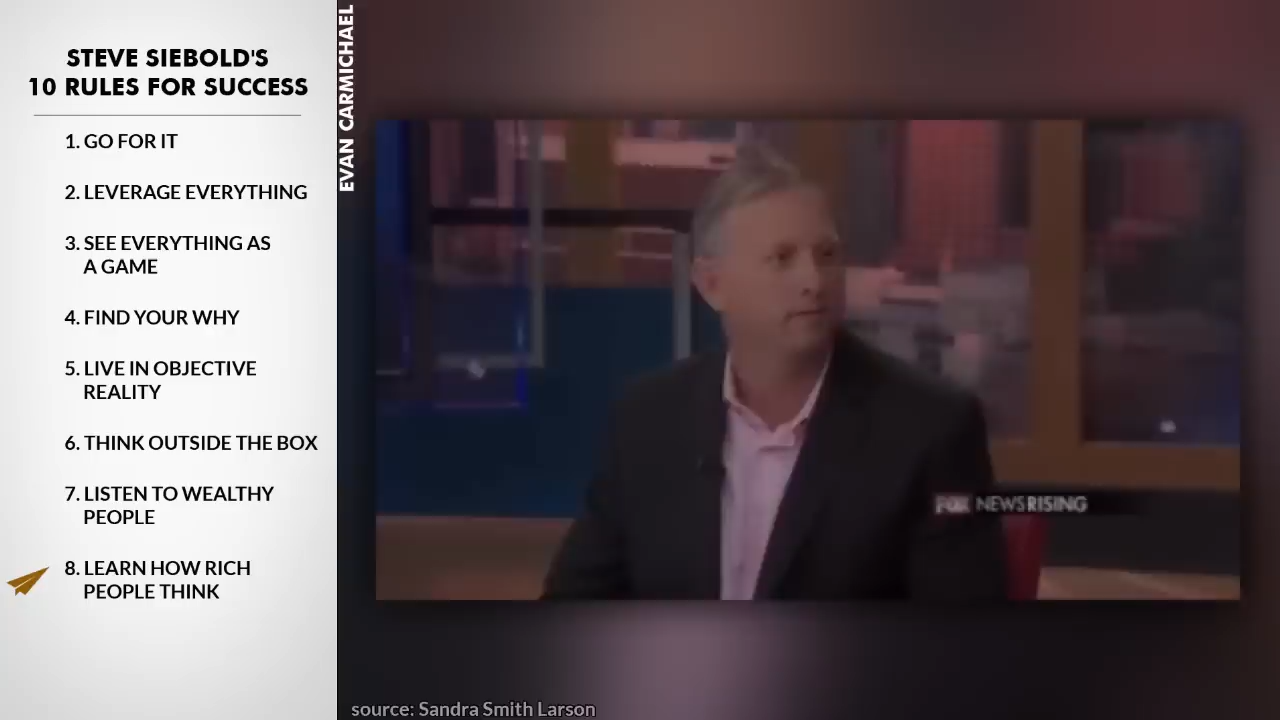 STEVE SIEBOLD'S
10 RULES FOR SUCCESS
1. GO FOR IT
2. LEVERAGE EVERYTHING
3. SEE EVERYTHING AS
A GAME
4. FIND YOUR WHY
5. LIVE IN OBJECTIVE
REALITY
6. THINK OUTSIDE THE BOX
7. LISTEN TO WEALTHY
PEOPLE
8. LEARN HOW RICH
PEOPLE THINK
EVAN CARMICHAEL
FOX NEWS RISING
source: Sandra Smith Larson